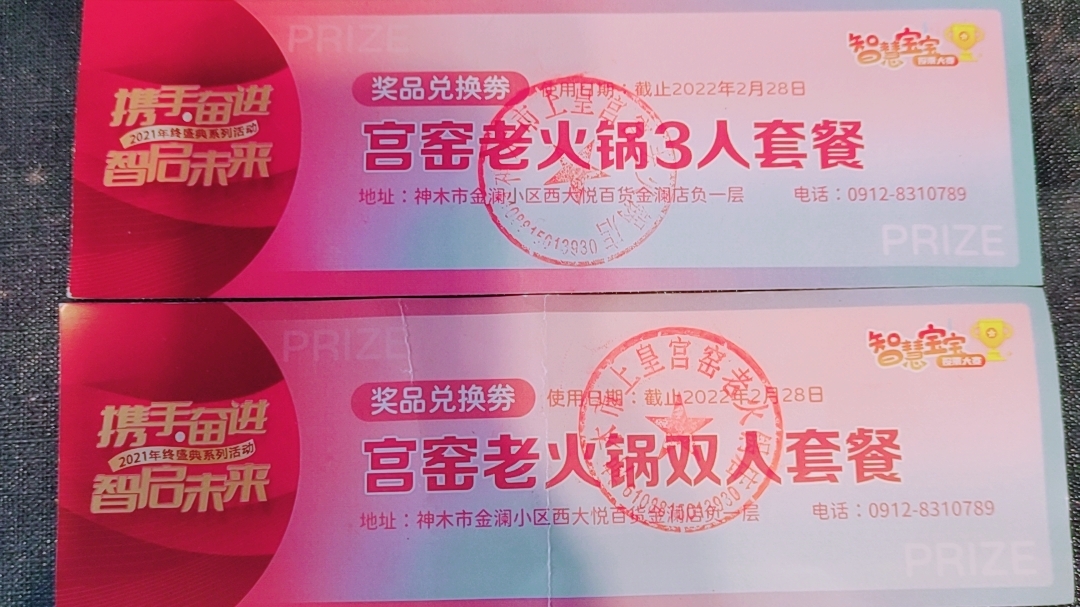 PRIZE
智慧宝宝
投票大赛
携手·奋进
2021年终盛典系列活动
智启未来
奖品兑换券
使用日期：截止2022年2月28日
宫窑老火锅3人套餐
地址：神木市金澜小区西大悦百货金澜店负一层
电话：0912-8310789
PRIZE
PRIZE
智慧宝宝
投票大赛
携手·奋进
2021年终盛典系列活动
智启未来
奖品兑换券
使用日期：截止2022年2月28日
宫窑老火锅双人套餐
地址：神木市金澜小区西大悦百货金澜店负一层
电话：0912-8310789
PRIZE